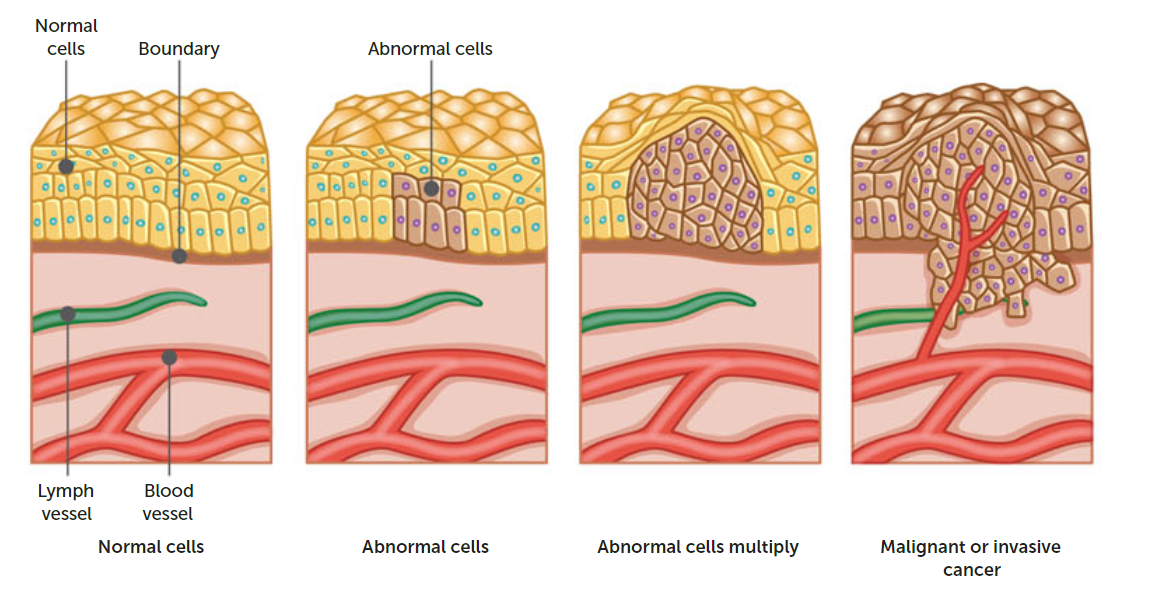 Normal
cells
Boundary
Abnormal cells
Lymph
vessel
Blood
vessel
Normal cells
Abnormal cells
Abnormal cells multiply
Malignant or invasive
cancer